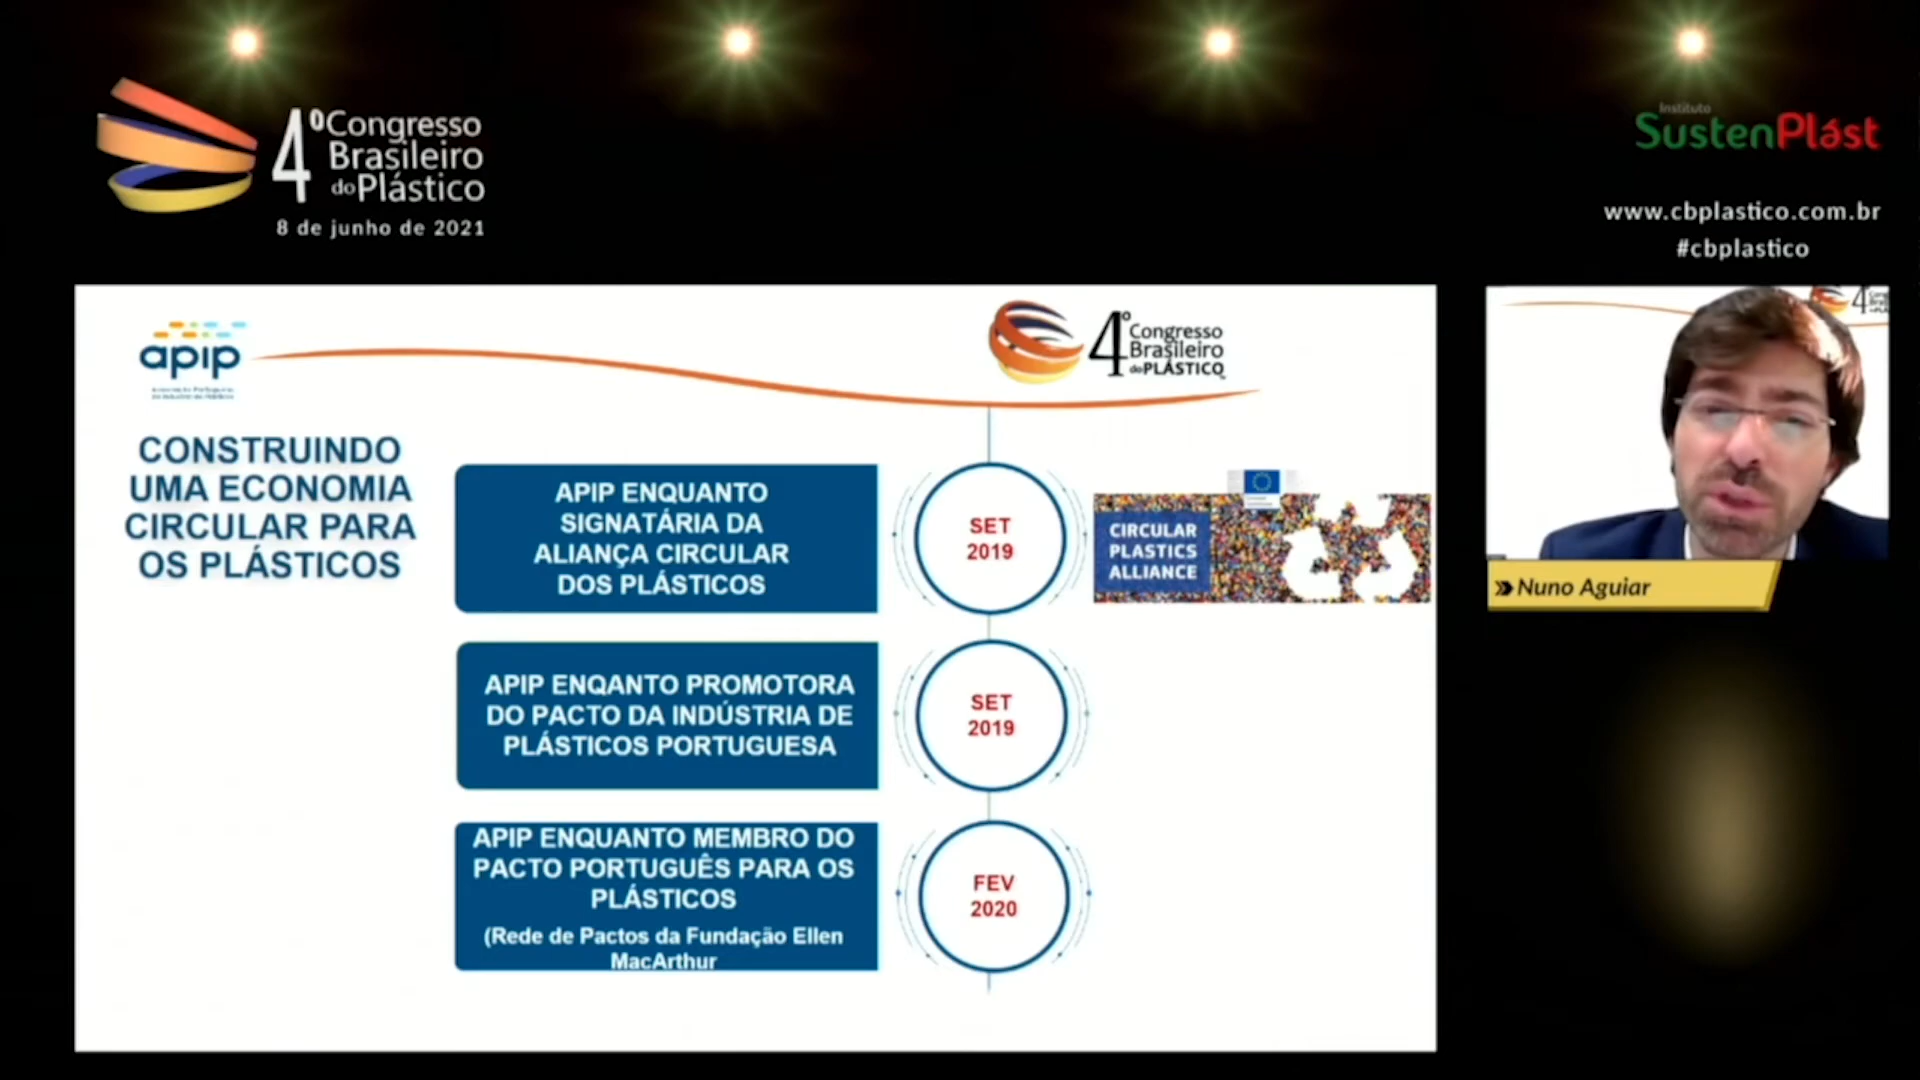 4º Congresso
Brasileiro
do Plástico
8 de junho de 2021
Instituto
SustenPlást
www.cbplastico.com.br
#cbplastico
apip
4º Congresso
Brasileiro
do PLÁSTICO
CONSTRUINDO
UMA ECONOMIA
CIRCULAR PARA
OS PLÁSTICOS
APIP ENQUANTO
SIGNATÁRIA DA
ALIANÇA CIRCULAR
DOS PLÁSTICOS
SET
2019
CIRCULAR
PLASTICS
ALLIANCE
APIP ENQANTO PROMOTORA
DO PACTO DA INDÚSTRIA DE
PLÁSTICOS PORTUGUESA
SET
2019
APIP ENQUANTO MEMBRO DO
PACTO PORTUGUÊS PARA OS
PLÁSTICOS
(Rede de Pactos da Fundação Ellen
MacArthur
FEV
2020
4º
Nuno Aguiar